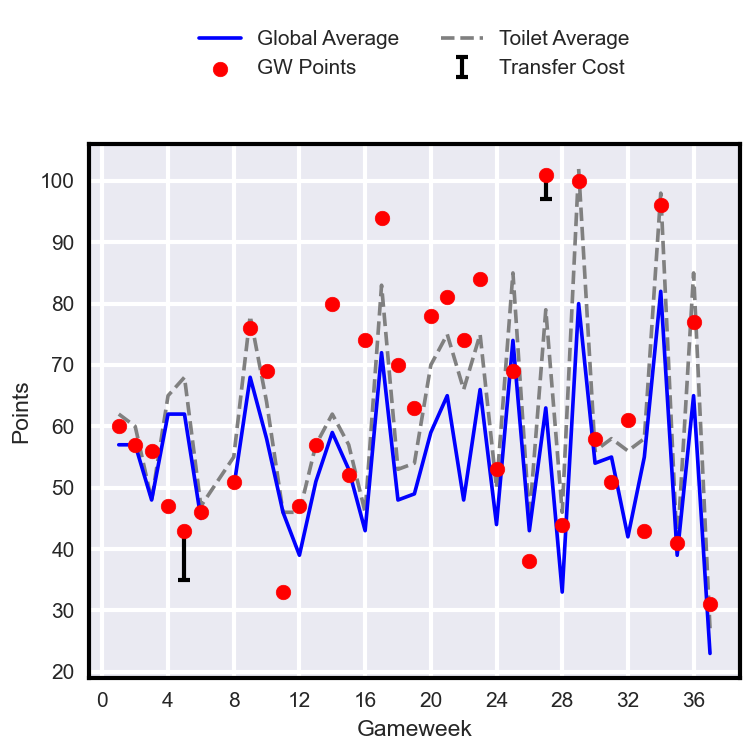 Global Average
Toilet Average
GW Points
Transfer Cost
100
90
80
70
60
50
40
30
20
Points
0 4 8 12 16 20 24 28 32 36
Gameweek